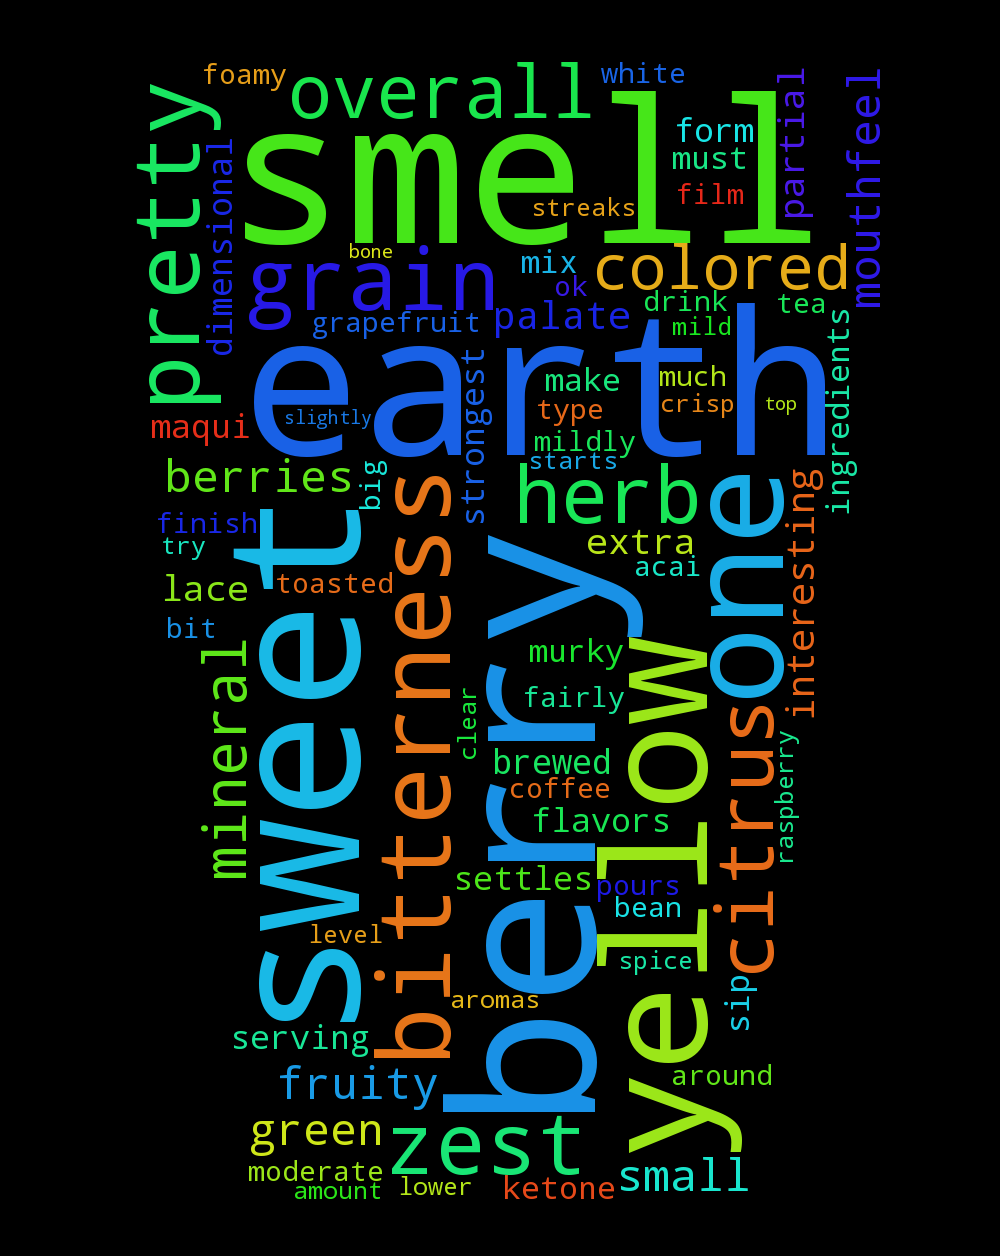 foamy
overall
white
smell
form
must
film
partial
mouthfeel
pretty
dimensional
streaks
bone
grain
mix
ok
colored
grapefruit
palate
drink
tea
mild
earth
maqui
slightly
strongest
make
much
type
crisp
top
mildly
starts
ingredients
berries
big
herb
one
interesting
finish
try
sweet
bitterness
extra
acai
lace
toasted
bit
berry
mineral
murky
yellow
fairly
clear
citrus
raspberry
brewed
coffee
flavors
settles
pours
bean
level
spice
aromas
sip
serving
fruity
around
green
zest
moderate
small
amount
lower
ketone